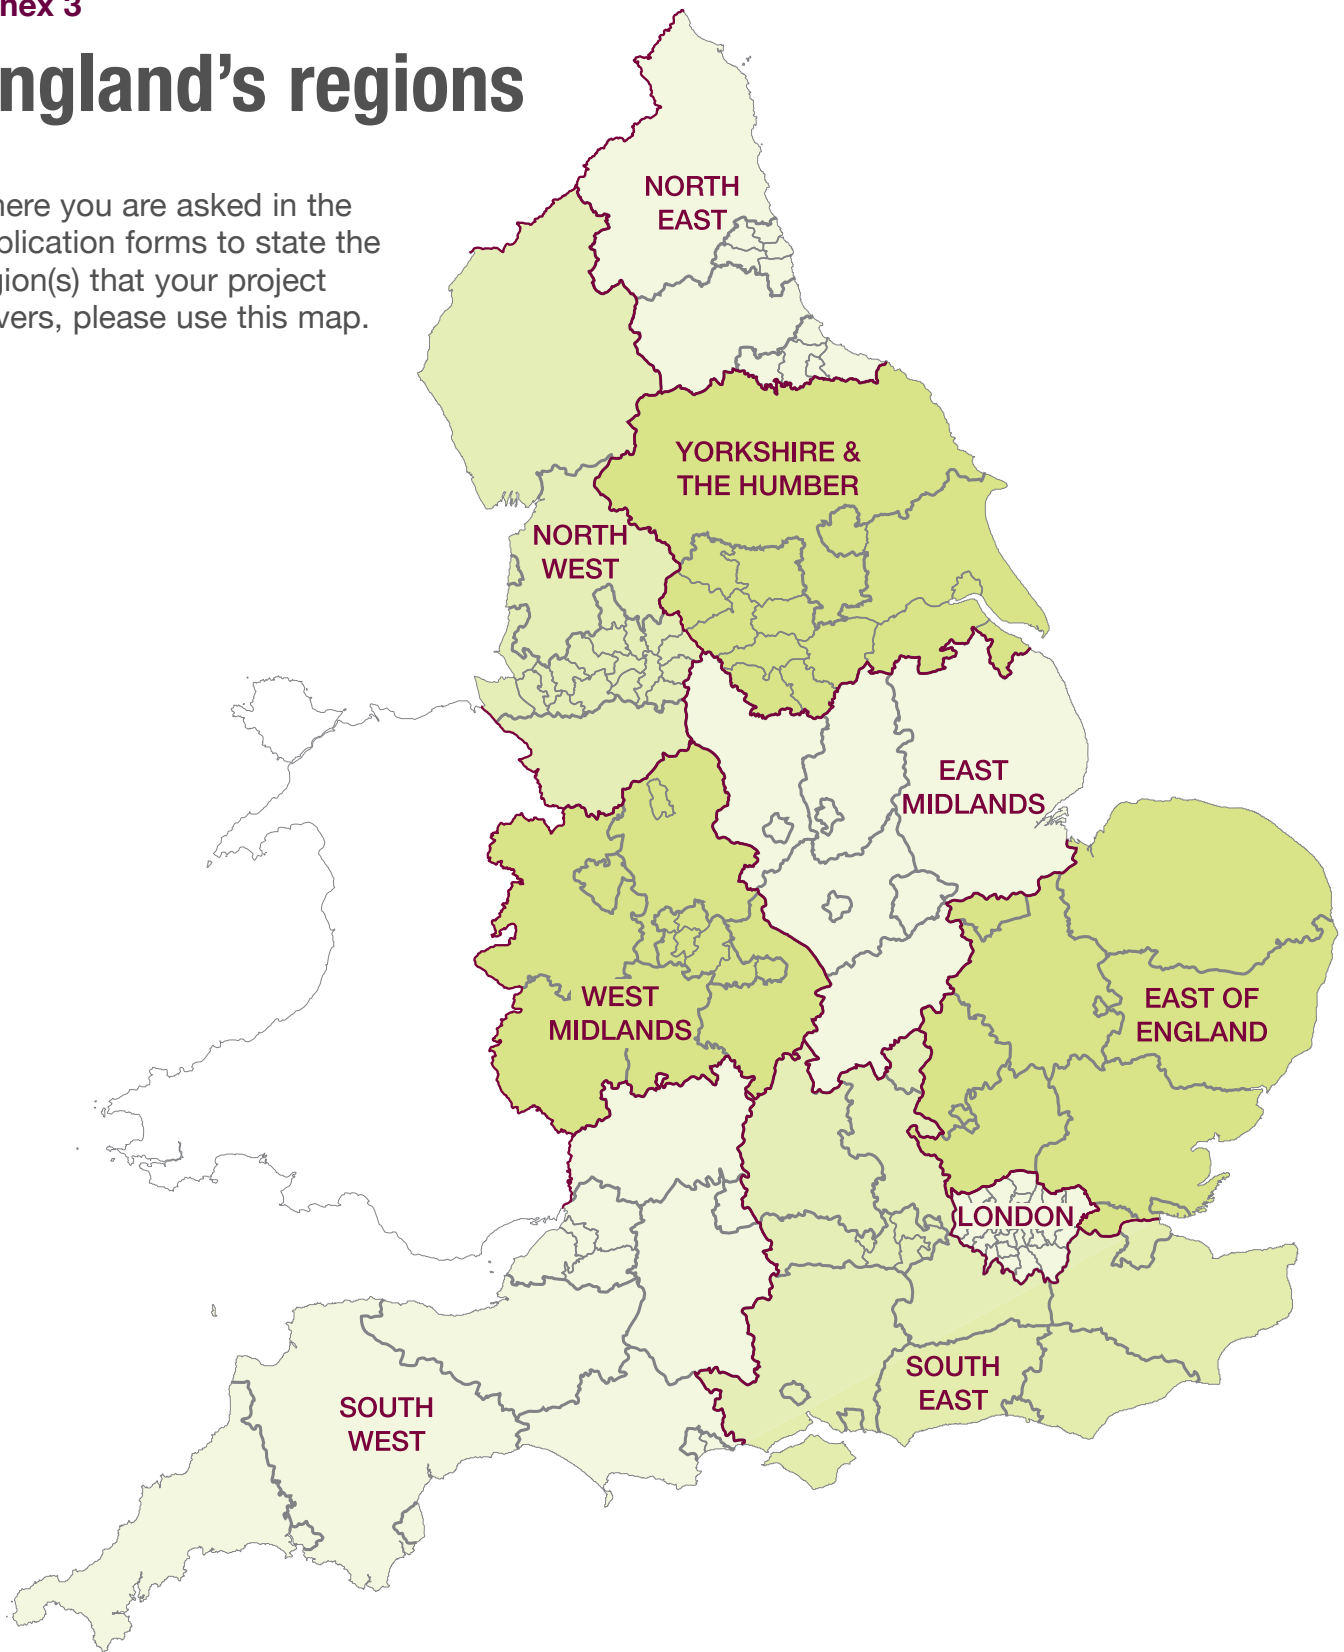 nex 3
ngland's regions
here you are asked in the
plication forms to state the
gion(s) that your project
vers, please use this map.
NORTH
EAST
YORKSHIRE &
THE HUMBER
NORTH
WEST
EAST
MIDLANDS
WEST
MIDLANDS
EAST OF
ENGLAND
LONDON
SOUTH
EAST
SOUTH
WEST